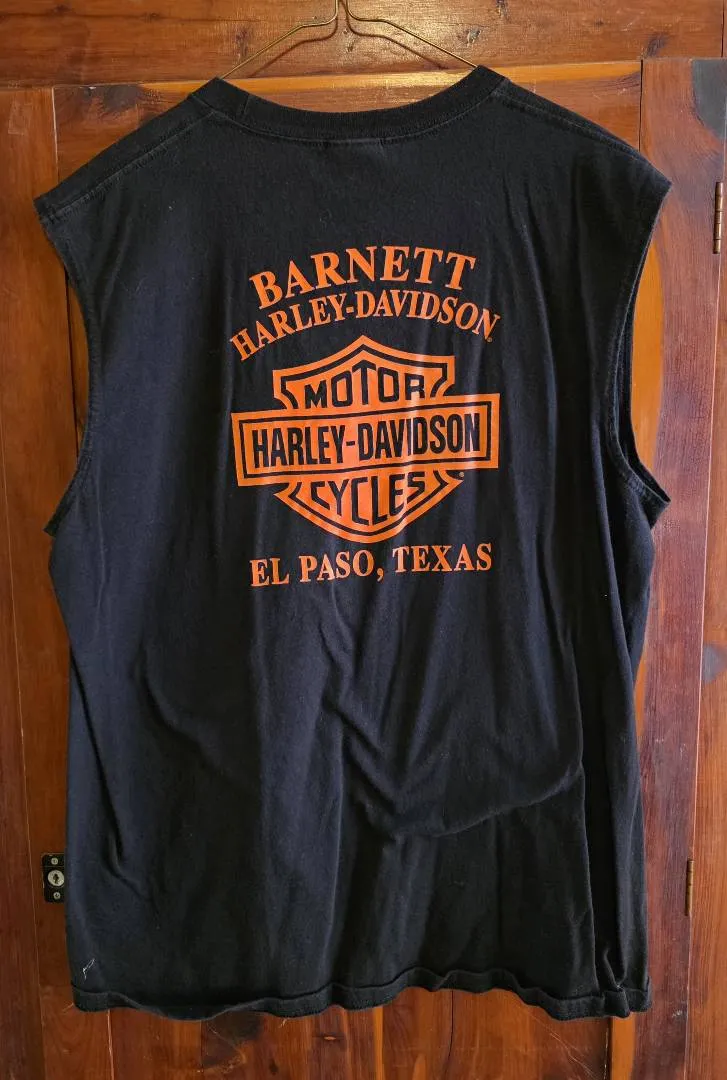 BARNETT
HARLEY-DAVIDSON®
MOTOR
HARLEY-DAVIDSON
CYCLES®
EL PASO, TEXAS